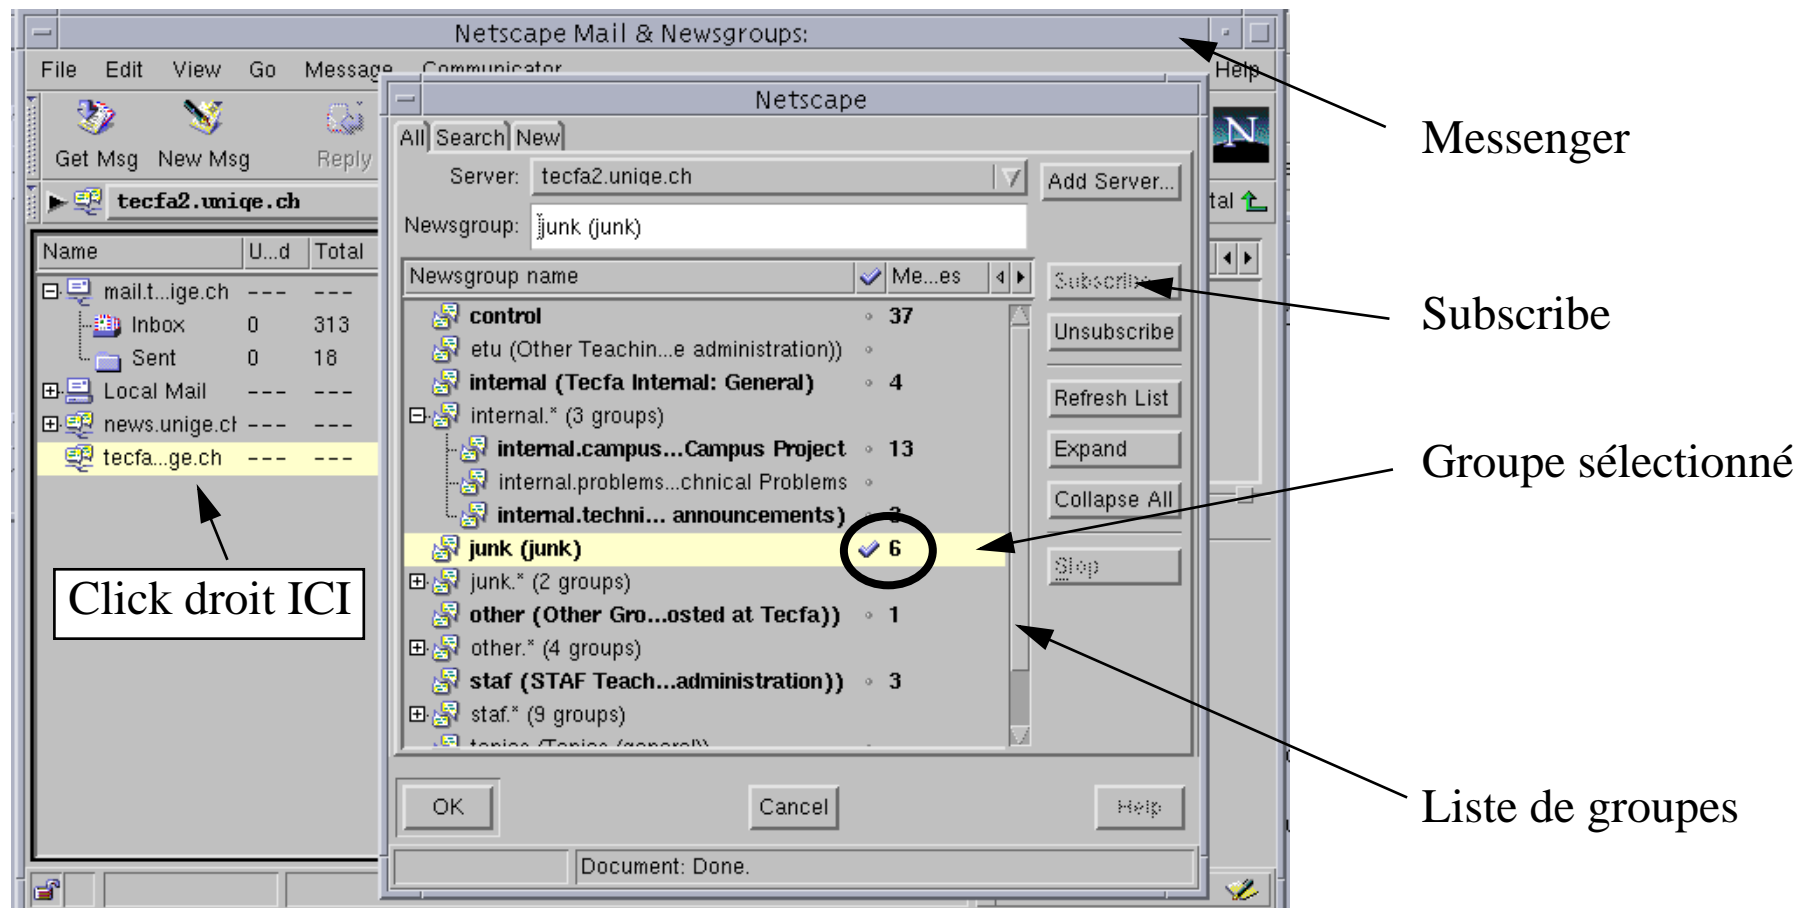 Netscape Mail & Newsgroups:
File Edit View Go Message Communicator Help
Netscape
N
Get Msg New Msg Reply
All Search New
Messenger
Server: tecfa2.unige.ch Add Server...
tecfa2.unige.ch
tal
Newsgroup: junk (junk)
Name U...d Total
Newsgroup name Me...es Subscribe
mail.t...ige.ch --- ---
Inbox 0 313
Sent 0 18
Local Mail --- ---
news.unige.ch --- ---
tecfa...ge.ch --- ---
control 37
Subscribe
Unsubscribe
etu (Other Teachin...e administration))
internal (Tecfa Internal: General) 4
Refresh List
internal.* (3 groups)
internal.campus...Campus Project 13
Expand
Groupe sélectionné
internal.problems...chnical Problems
Collapse All
internal.techni... announcements) 3
junk (junk) 6
Stop
junk.* (2 groups)
Click droit ICI
other (Other Gro...osted at Tecfa)) 1
other.* (4 groups)
staf (STAF Teach...administration)) 3
staf.* (9 groups)
topics (Topics (general))
OK Cancel Help
Liste de groupes
Document: Done.